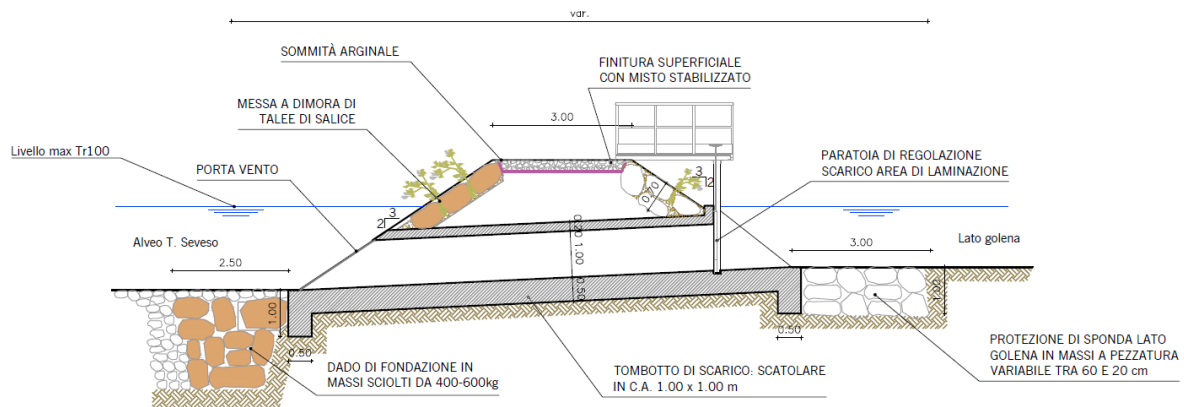 var.
SOMMITÀ ARGINALE
FINITURA SUPERFICIALE
CON MISTO STABILIZZATO
MESSA A DIMORA DI
TALEE DI SALICE
3.00
Livello max Tr100
PORTA VENTO
PARATOIA DI REGOLAZIONE
SCARICO AREA DI LAMINAZIONE
3
2
0.70
3
2
Alveo T. Seveso
0.20
1.00
0.50
3.00
Lato golena
2.50
1.00
1.00
0.50
0.50
DADO DI FONDAZIONE IN
MASSI SCIOLTI DA 400-600kg
TOMBOTTO DI SCARICO: SCATOLARE
IN C.A. 1.00 x 1.00 m
PROTEZIONE DI SPONDA LATO
GOLENA IN MASSI A PEZZATURA
VARIABILE TRA 60 E 20 cm